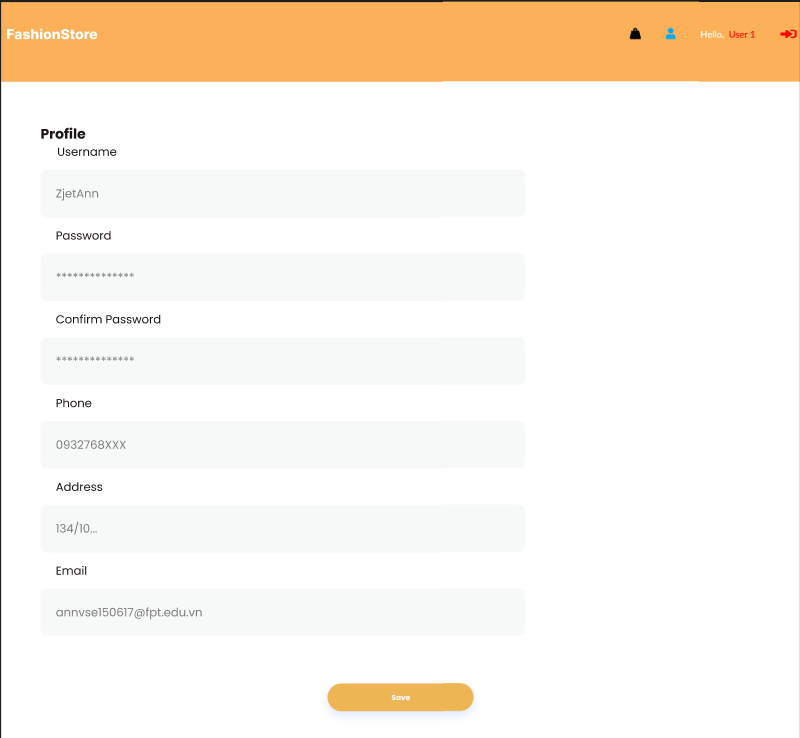 FashionStore
Hello, User 1
Profile
Username
ZjetAnn
Password
**************
Confirm Password
**************
Phone
0932768XXX
Address
134/10...
Email
annvse150617@fpt.edu.vn
Save